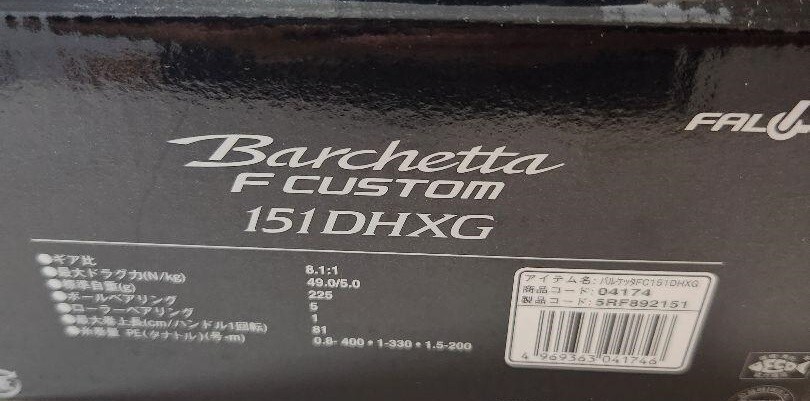 FALC
Barchetta
F CUSTOM
151DHXG
●ギア比 8.1:1
●最大ドラグ力(N/kg) 49.0/5.0
●標準自重(g) 225
●ボールベアリング 5
●ローラーベアリング 1
●最大巻上長(cm/ハンドル1回転) 81
●糸巻量 PE(タナトル)(号-m) 0.8-400•1-330•1.5-200
アイテム名: バルケッタFC151DHXG
商品コード: 04174
製品コード: 5RF892151
4 969363 041746
ECO